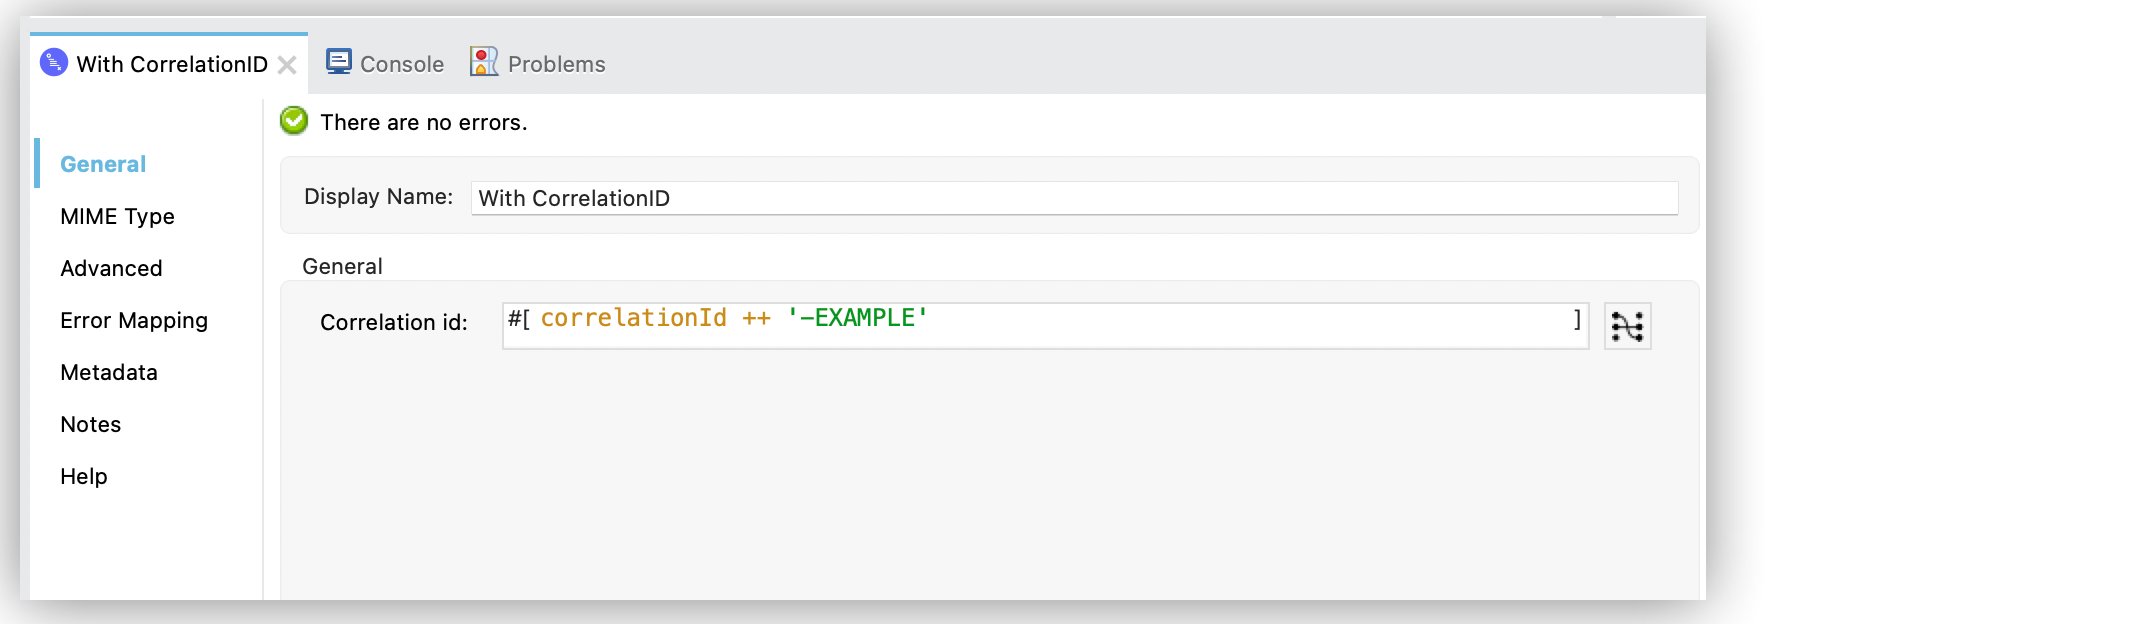 With CorrelationID
Console
Problems
There are no errors.
General
MIME Type
Advanced
Error Mapping
Metadata
Notes
Help
Display Name: With CorrelationID
General
Correlation id: #[ correlationId ++ '-EXAMPLE' ]